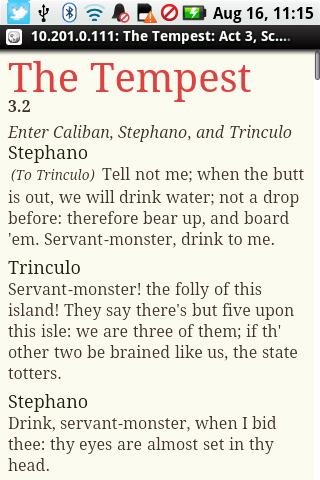 Aug 16, 11:15
10.201.0.111: The Tempest: Act 3, Sc....
The Tempest
3.2
Enter Caliban, Stephano, and Trinculo
Stephano
(To Trinculo) Tell not me; when the butt
is out, we will drink water; not a drop
before: therefore bear up, and board
'em. Servant-monster, drink to me.
Trinculo
Servant-monster! the folly of this
island! They say there's but five upon
this isle: we are three of them; if th'
other two be brained like us, the state
totters.
Stephano
Drink, servant-monster, when I bid
thee: thy eyes are almost set in thy
head.